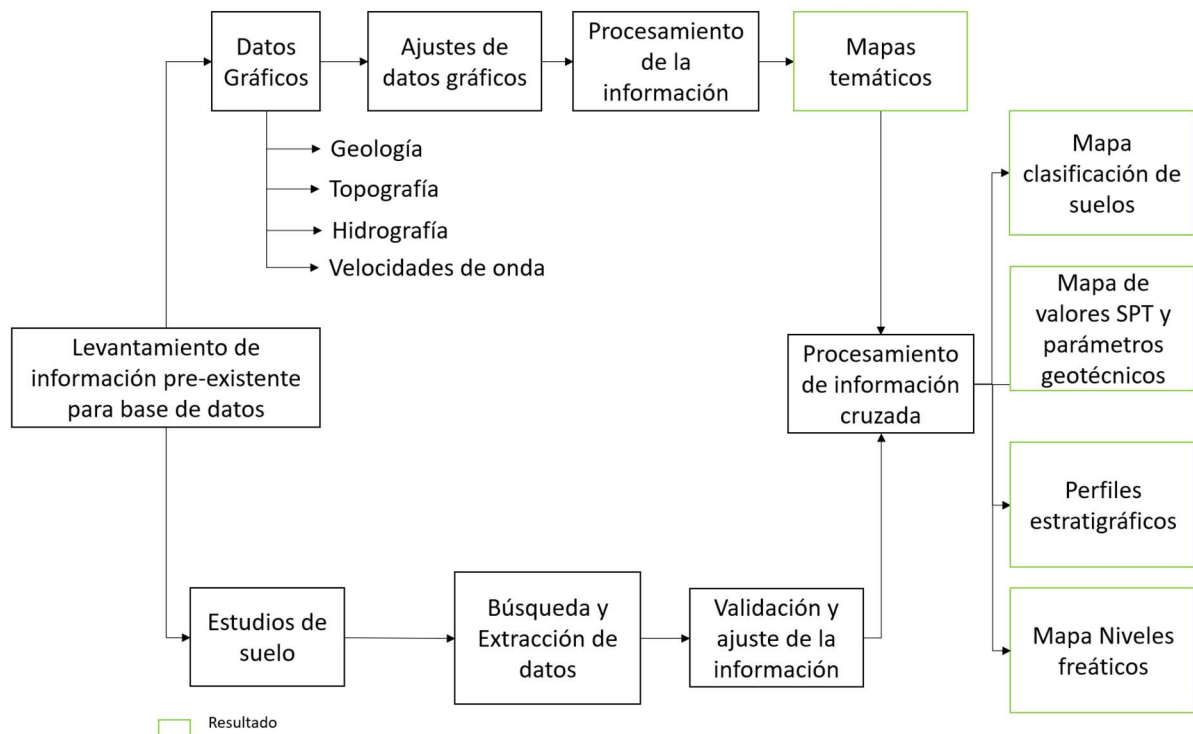 Datos
Gráficos
Ajustes de
datos gráficos
Procesamiento
de la
información
Mapas
temáticos
Geología
Topografía
Hidrografía
Velocidades de onda
Mapa
clasificación de
suelos
Mapa de
valores SPT y
parámetros
geotécnicos
Levantamiento de
información pre-existente
para base de datos
Procesamiento
de información
cruzada
Perfiles
estratigráficos
Estudios de
suelo
Búsqueda y
Extracción de
datos
Validación y
ajuste de la
información
Mapa Niveles
freáticos
Resultado